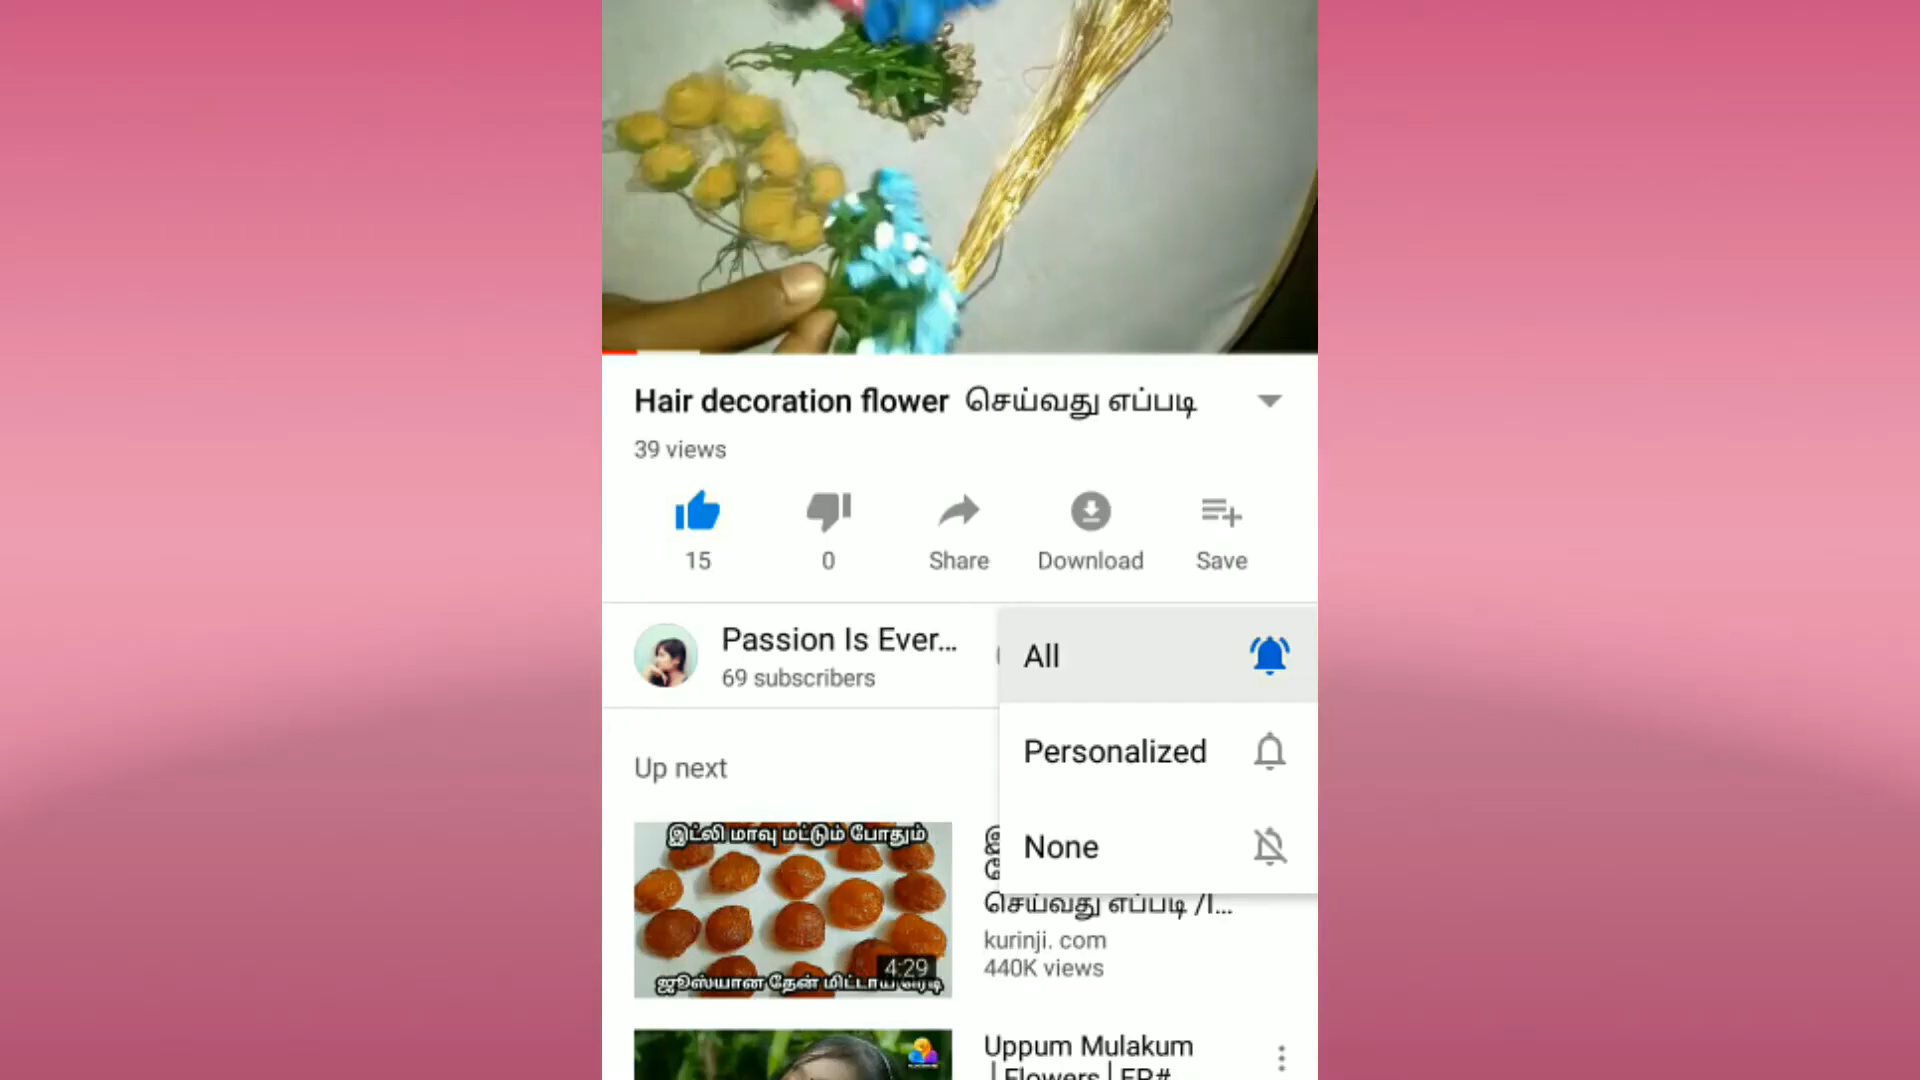 Hair decoration flower செய்வது எப்படி
39 views
15
0
Share
Download
Save
Passion Is Ever...
69 subscribers
All
Personalized
None
Up next
இட்லி மாவு மட்டும் போதும்
4:29
ஜூஸ்யான தேன் மிட்டாய் ரெடி
செய்வது எப்படி /I...
kurinji. com
440K views
Uppum Mulakum
| Flowers | EP#